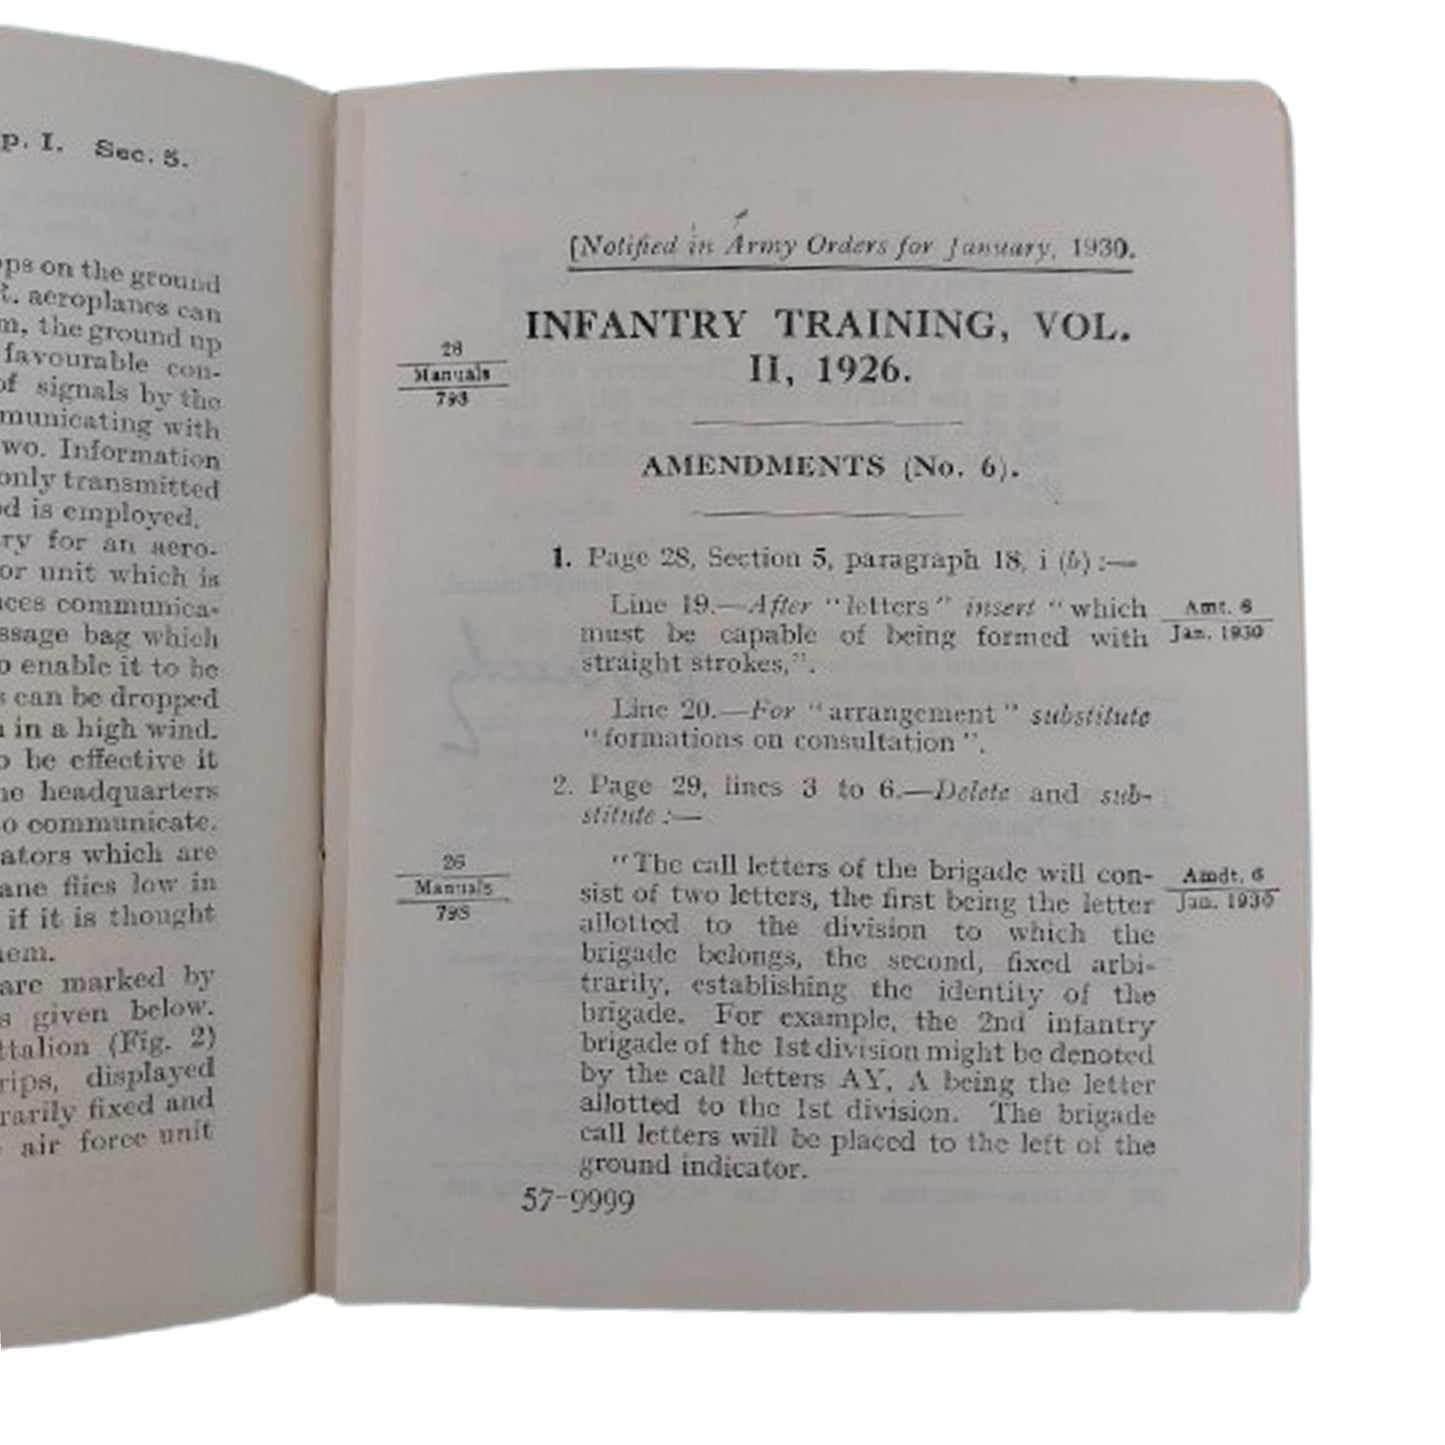 p. I. Sec. 5.
ps on the ground
R. aeroplanes can
m, the ground up
favourable con-
of signals by the
municating with
wo. Information
only transmitted
d is employed.
ry for an aero-
or unit which is
ces communica-
ssage bag which
o enable it to be
s can be dropped
n in a high wind.
o be effective it
he headquarters
o communicate.
ators which are
ane flies low in
if it is thought
hem.
are marked by
s given below.
ttalion (Fig. 2)
rips, displayed
rarily fixed and
air force unit
[Notified in Army Orders for January, 1930.
INFANTRY TRAINING, VOL.
II, 1926.
26
Manuals
793
AMENDMENTS (No. 6).
1. Page 28, Section 5, paragraph 18, i (b) :—
Line 19.—After "letters" insert "which
must be capable of being formed with
straight strokes,".
Amt. 6
Jan. 1930
Line 20.—For "arrangement" substitute
"formations on consultation".
2. Page 29, lines 3 to 6.—Delete and sub-
stitute :—
26
Manuals
793
"The call letters of the brigade will con-
sist of two letters, the first being the letter
allotted to the division to which the
brigade belongs, the second, fixed arbi-
trarily, establishing the identity of the
brigade. For example, the 2nd infantry
brigade of the 1st division might be denoted
by the call letters AY, A being the letter
allotted to the 1st division. The brigade
call letters will be placed to the left of the
ground indicator.
Amdt. 6
Jan. 1930
57-9999